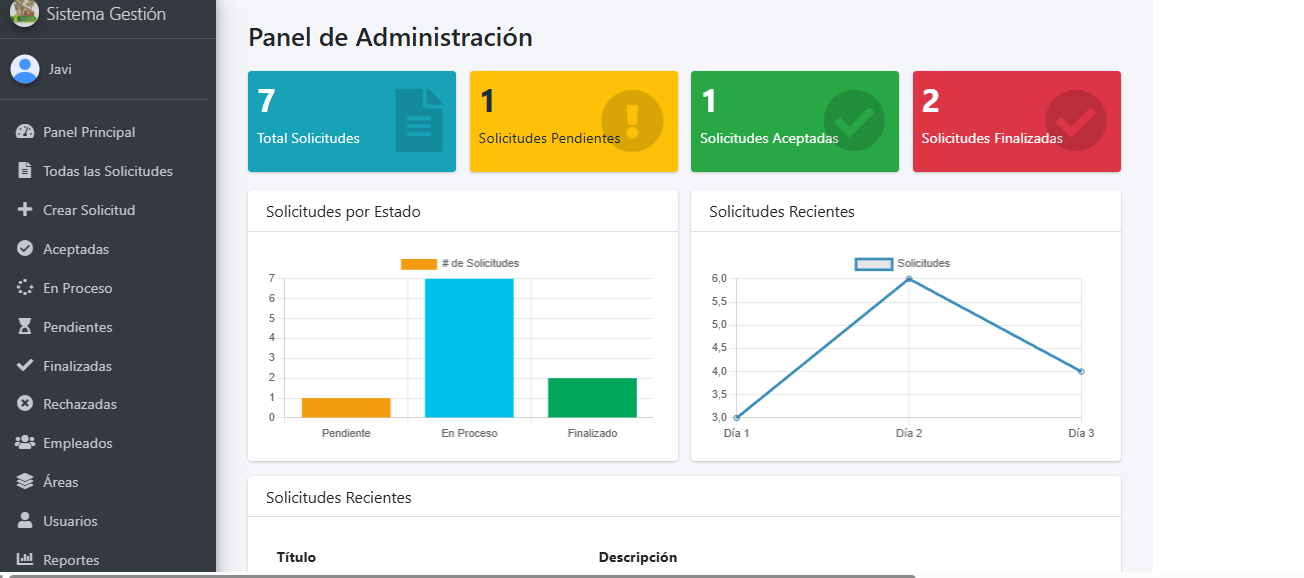 Sistema Gestión
Javi
Panel Principal
Todas las Solicitudes
Crear Solicitud
Aceptadas
En Proceso
Pendientes
Finalizadas
Rechazadas
Empleados
Áreas
Usuarios
Reportes
Panel de Administración
7
Total Solicitudes
1
Solicitudes Pendientes
1
Solicitudes Aceptadas
2
Solicitudes Finalizadas
Solicitudes por Estado
# de Solicitudes
7
6
5
4
3
2
1
0
Pendiente En Proceso Finalizado
Solicitudes Recientes
Solicitudes
6,0
5,5
5,0
4,5
4,0
3,5
3,0
Día 1 Día 2 Día 3
Solicitudes Recientes
Título Descripción